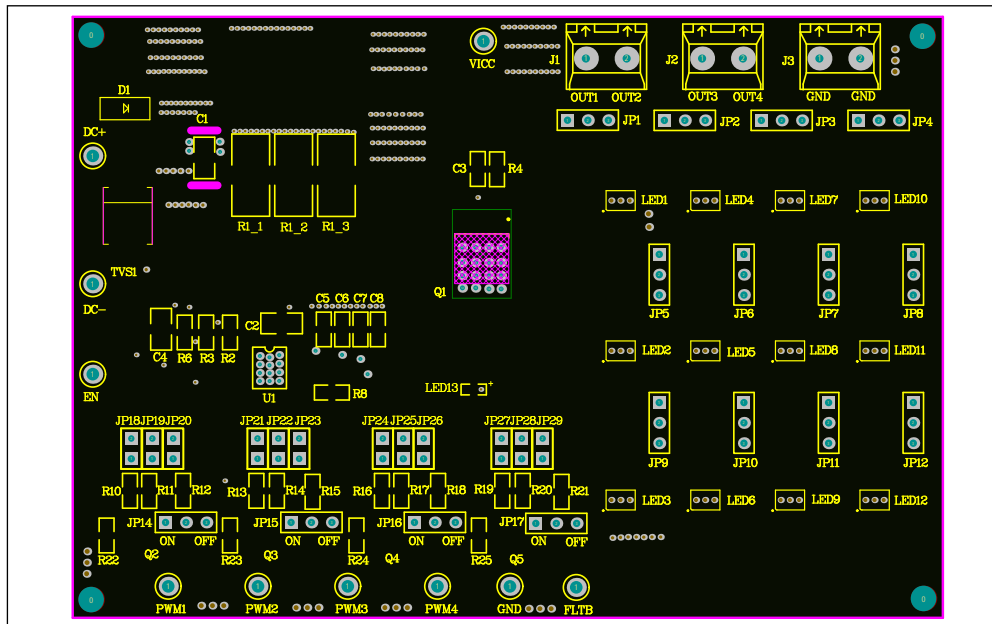 VICC
J1
J2
J3
OUT1 OUT2
OUT3 OUT4
GND GND
D1
C1
JP1
JP2
JP3
JP4
DC+
C3
R4
LED1
LED4
LED7
LED10
R1_1
R1_2
R1_3
TVS1
Q1
DC-
C5 C6 C7 C8
JP5
JP6
JP7
JP8
C2
C4
R6
R3
R2
LED2
LED5
LED8
LED11
U1
R8
LED13
+
EN
JP18 JP19 JP20
JP21 JP22 JP23
JP24 JP25 JP26
JP27 JP28 JP29
JP9
JP10
JP11
JP12
R10
R11
R12
R13
R14
R15
R16
R17
R18
R19
R20
R21
LED3
LED6
LED9
LED12
JP14
JP15
JP16
JP17
ON OFF
ON OFF
ON OFF
ON OFF
R22
Q2
R23
Q3
R24
Q4
R25
Q5
PWM1
PWM2
PWM3
PWM4
GND
FLTB